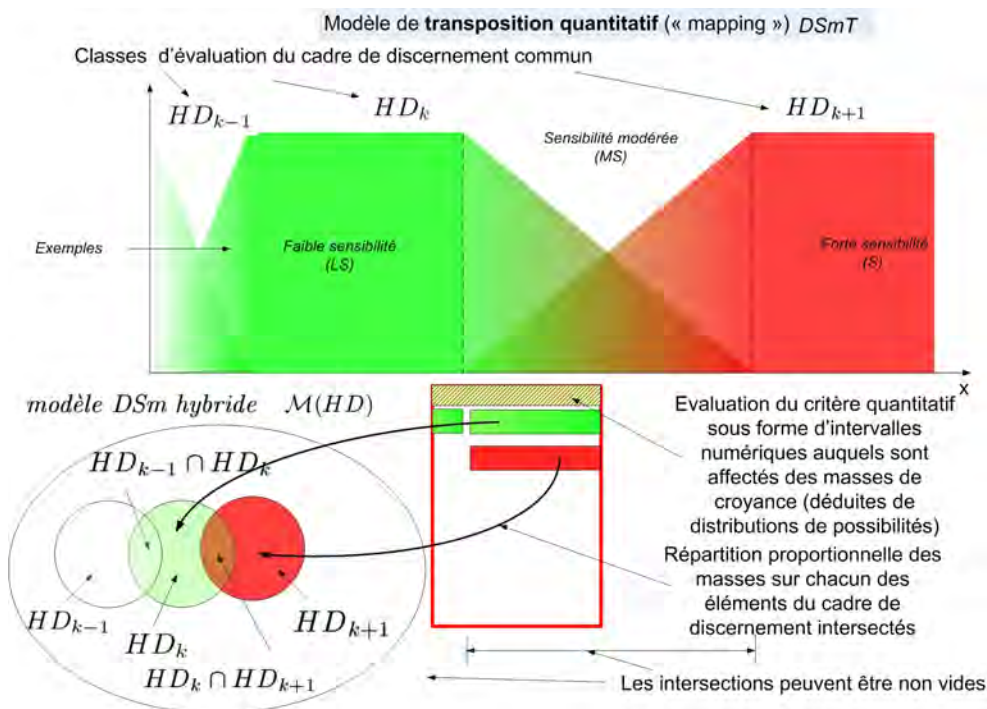 Modèle de transposition quantitatif (« mapping ») DSmT
Classes d'évaluation du cadre de discernement commun
HD_{k-1}
HD_k
HD_{k+1}
Sensibilité modérée
(MS)
Exemples
Faible sensibilité
(LS)
Forte sensibilité
(S)
x
modèle DSm hybride M(HD)
HD_{k-1} ∩ HD_k
HD_{k-1}
HD_k
HD_{k+1}
HD_k ∩ HD_{k+1}
Evaluation du critère quantitatif
sous forme d'intervalles
numériques auquels sont
affectés des masses de
croyance (déduites de
distributions de possibilités)
Répartition proportionnelle des
masses sur chacun des
éléments du cadre de
discernement intersectés
Les intersections peuvent être non vides